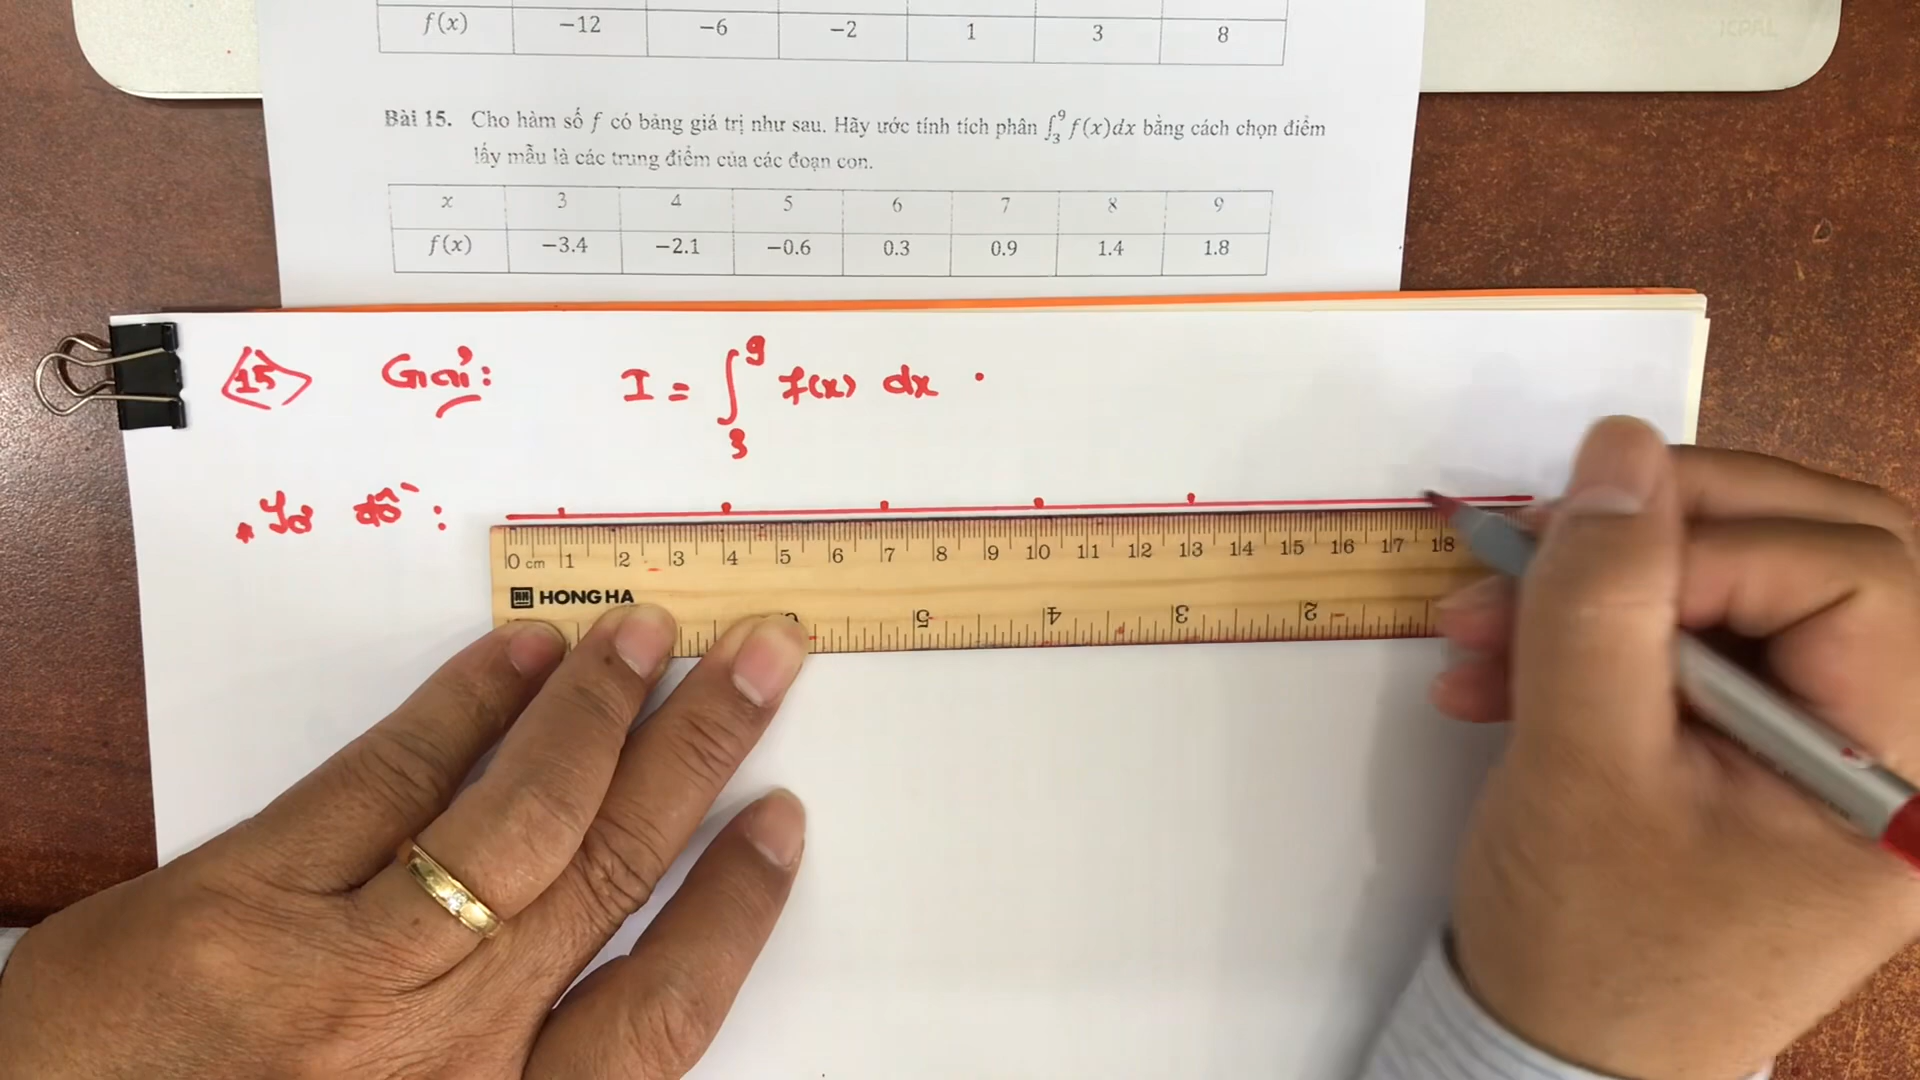 JCPAL
f(x) −12 −6 −2 1 3 8
Bài 15. Cho hàm số f có bảng giá trị như sau. Hãy ước tính tích phân ∫₃⁹ f(x)dx bằng cách chọn điểm
lấy mẫu là các trung điểm của các đoạn con.
x 3 4 5 6 7 8 9
f(x) −3.4 −2.1 −0.6 0.3 0.9 1.4 1.8
15 Giải: I = ∫₃⁹ f(x) dx .
Sơ đồ:
0 cm 1 2 3 4 5 6 7 8 9 10 11 12 13 14 15 16 17 18
HONG HA
5 4 3 2